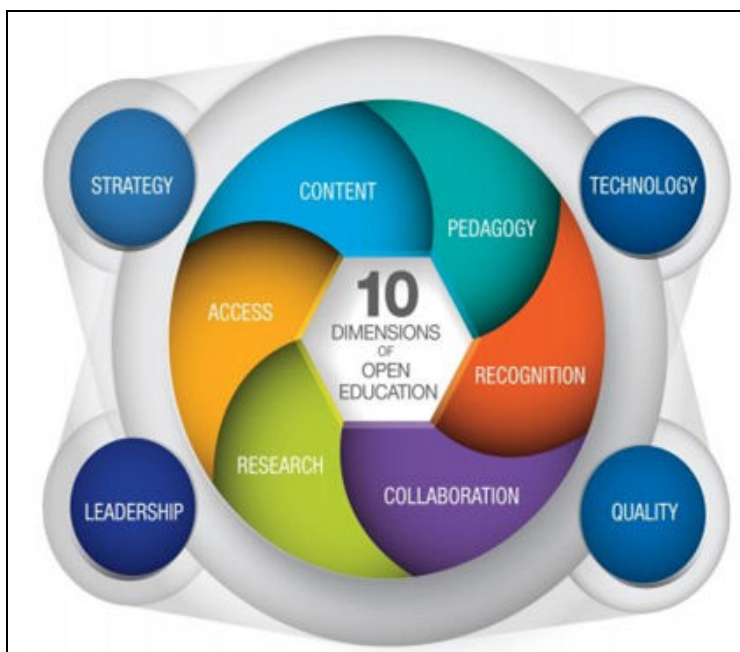 STRATEGY
TECHNOLOGY
CONTENT
PEDAGOGY
ACCESS
10
DIMENSIONS
OF
OPEN
EDUCATION
RECOGNITION
RESEARCH
COLLABORATION
LEADERSHIP
QUALITY